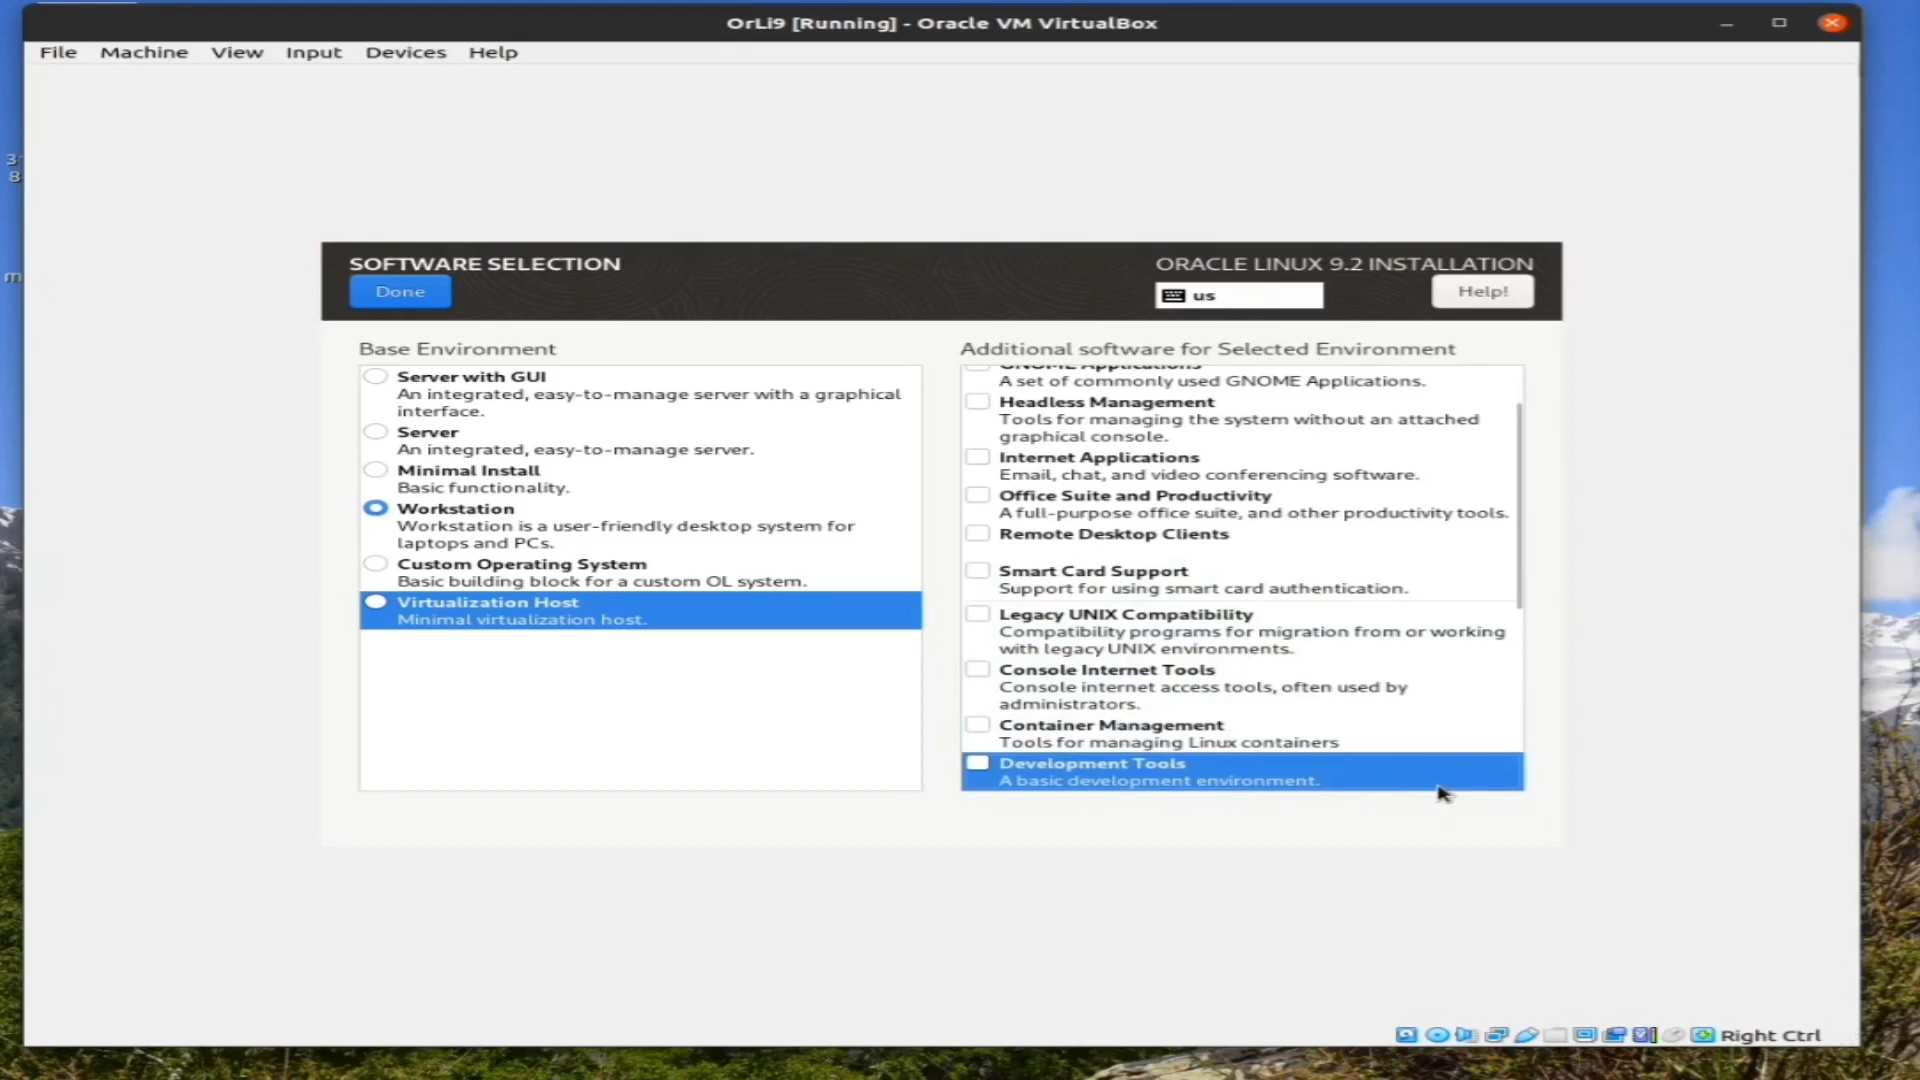 OrLi9 [Running] - Oracle VM VirtualBox
File Machine View Input Devices Help
3
8
m
SOFTWARE SELECTION
ORACLE LINUX 9.2 INSTALLATION
Done
us
Help!
Base Environment
Server with GUI
An integrated, easy-to-manage server with a graphical
interface.
Server
An integrated, easy-to-manage server.
Minimal Install
Basic functionality.
Workstation
Workstation is a user-friendly desktop system for
laptops and PCs.
Custom Operating System
Basic building block for a custom OL system.
Virtualization Host
Minimal virtualization host.
Additional software for Selected Environment
GNOME Applications
A set of commonly used GNOME Applications.
Headless Management
Tools for managing the system without an attached
graphical console.
Internet Applications
Email, chat, and video conferencing software.
Office Suite and Productivity
A full-purpose office suite, and other productivity tools.
Remote Desktop Clients
Smart Card Support
Support for using smart card authentication.
Legacy UNIX Compatibility
Compatibility programs for migration from or working
with legacy UNIX environments.
Console Internet Tools
Console internet access tools, often used by
administrators.
Container Management
Tools for managing Linux containers
Development Tools
A basic development environment.
Right Ctrl